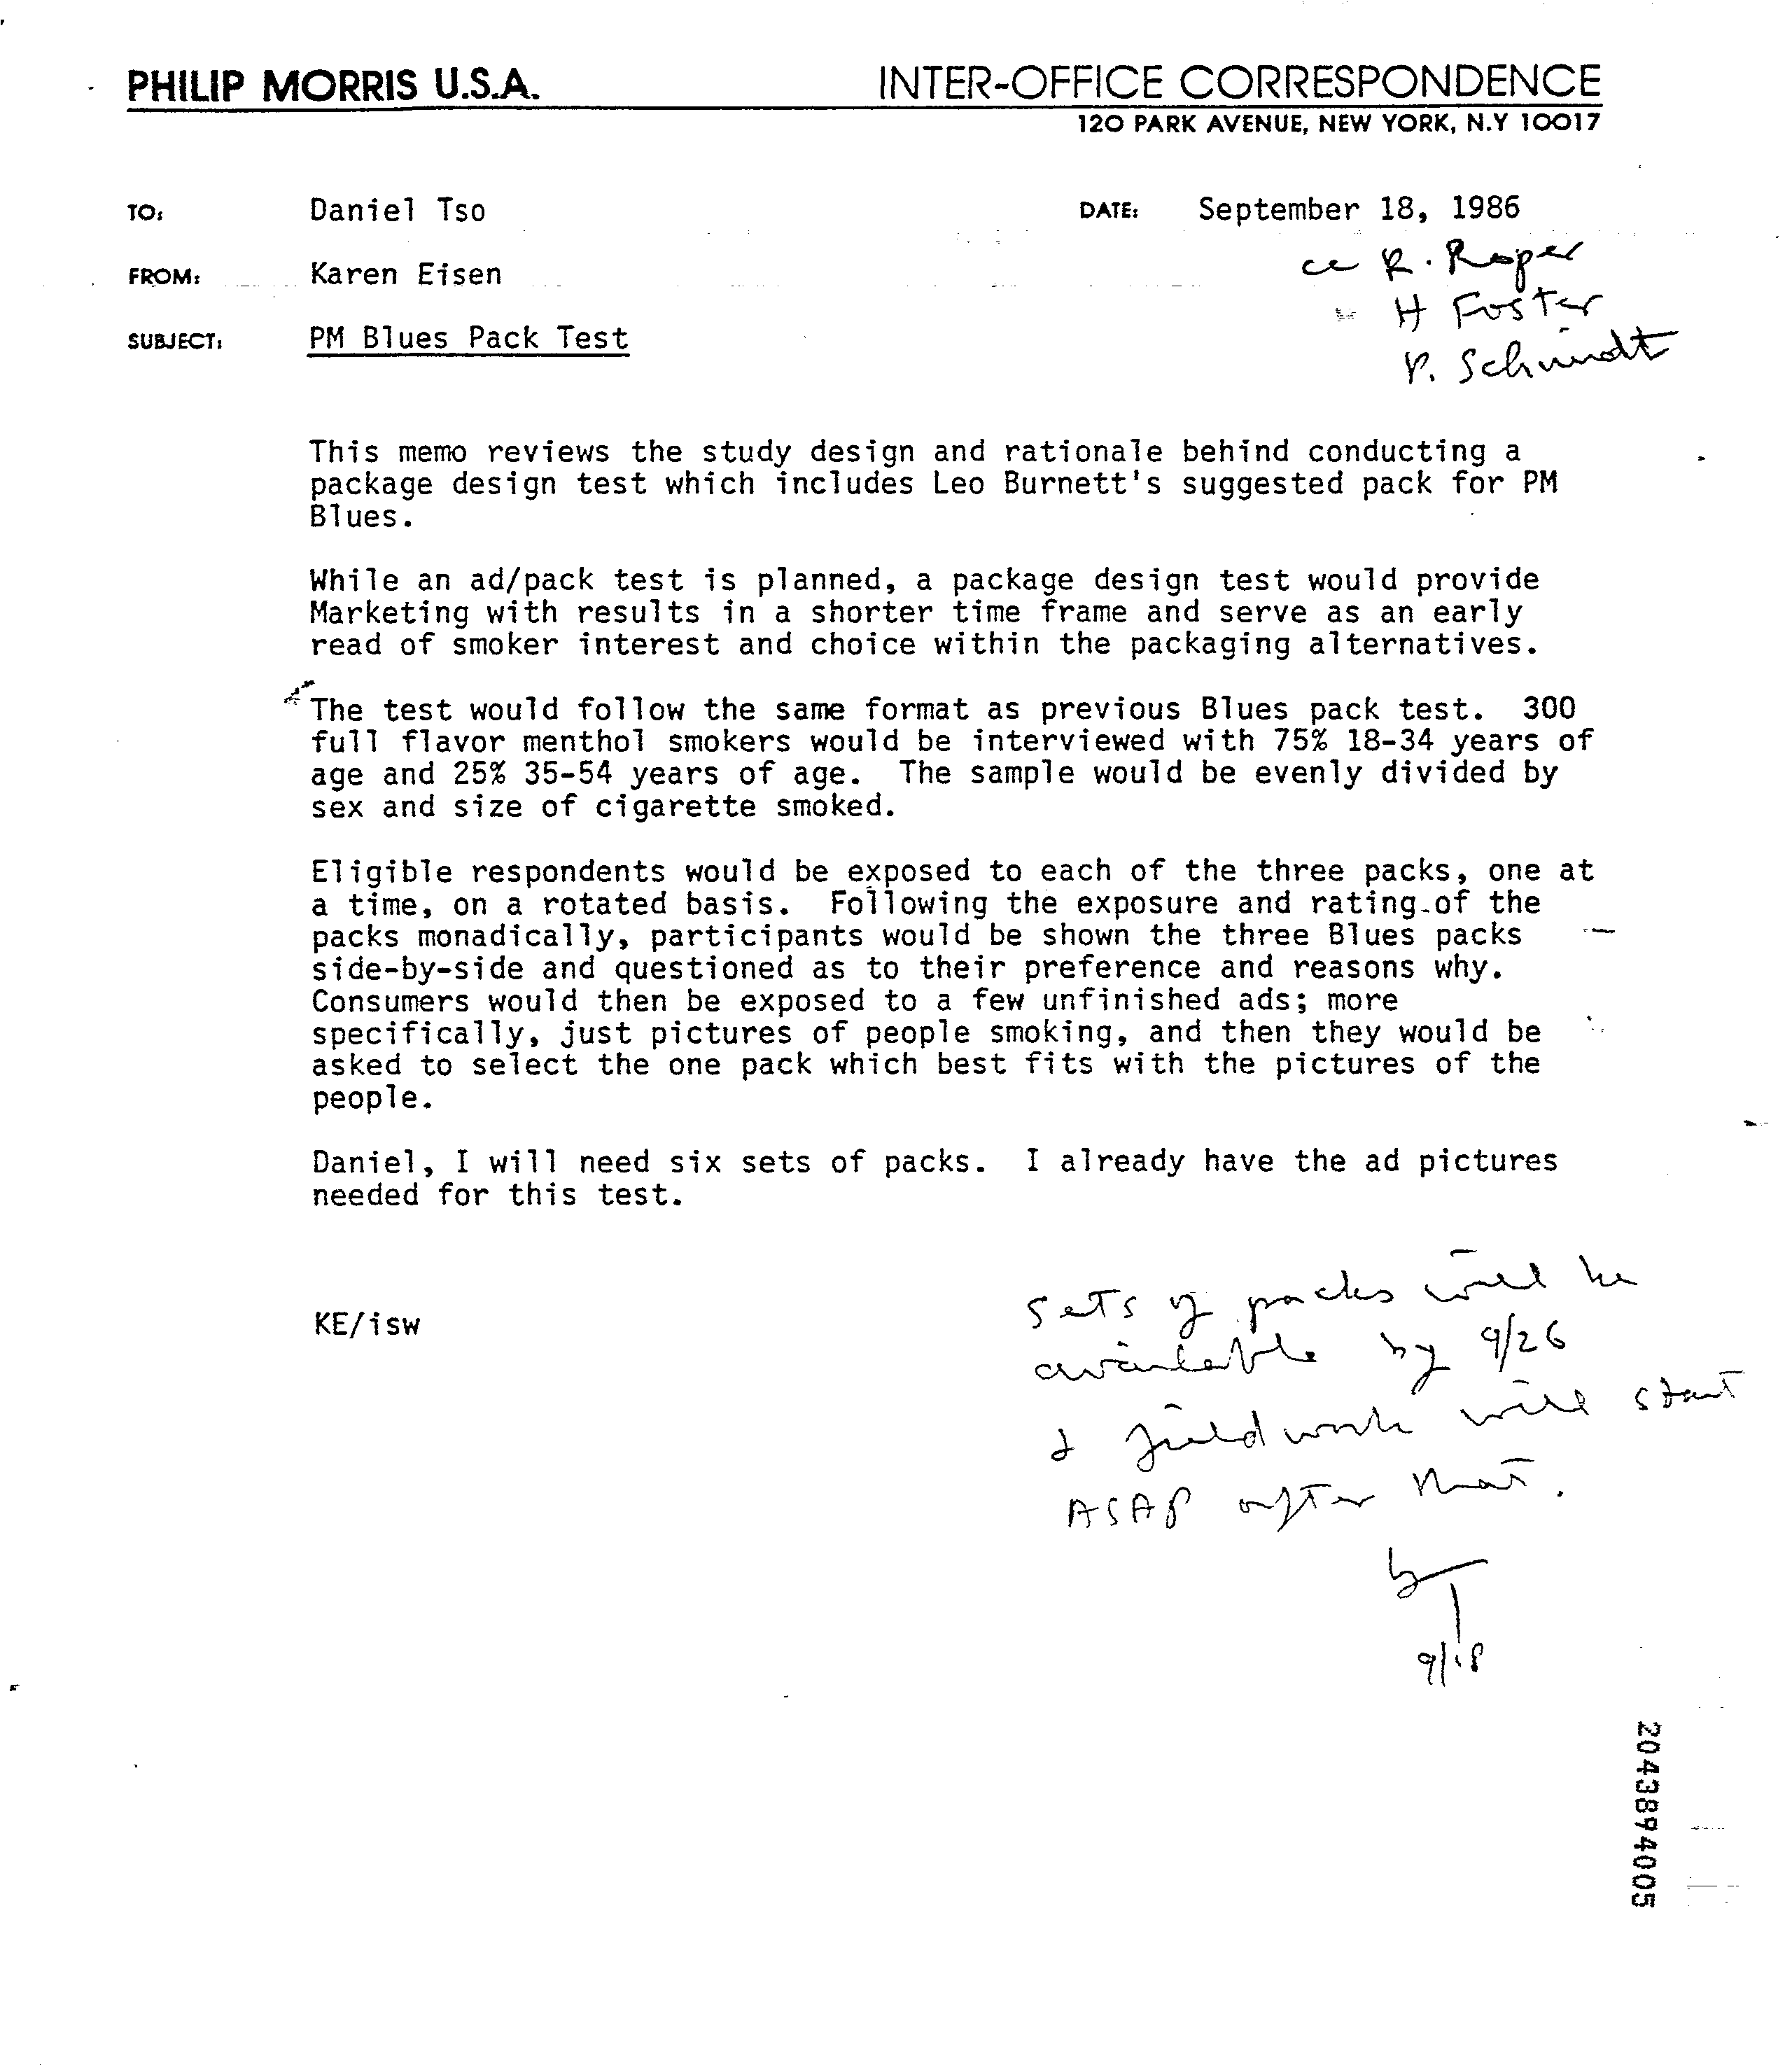 PHILIP MORRIS U.S.A. INTER-OFFICE CORRESPONDENCE
120 PARK AVENUE, NEW YORK, N.Y 10017
TO: Daniel Tso DATE: September 18, 1986
cc R. Roper
FROM: Karen Eisen
" H Foster
SUBJECT: PM Blues Pack Test
V. Schmidt
This memo reviews the study design and rationale behind conducting a
package design test which includes Leo Burnett's suggested pack for PM
Blues.
While an ad/pack test is planned, a package design test would provide
Marketing with results in a shorter time frame and serve as an early
read of smoker interest and choice within the packaging alternatives.
The test would follow the same format as previous Blues pack test. 300
full flavor menthol smokers would be interviewed with 75% 18-34 years of
age and 25% 35-54 years of age. The sample would be evenly divided by
sex and size of cigarette smoked.
Eligible respondents would be exposed to each of the three packs, one at
a time, on a rotated basis. Following the exposure and rating of the
packs monadically, participants would be shown the three Blues packs
side-by-side and questioned as to their preference and reasons why.
Consumers would then be exposed to a few unfinished ads; more
specifically, just pictures of people smoking, and then they would be
asked to select the one pack which best fits with the pictures of the
people.
Daniel, I will need six sets of packs. I already have the ad pictures
needed for this test.
KE/isw
Sets of packs will be
available by 9/26
& fieldwork will start
ASAP after that.
9/18
2043894005